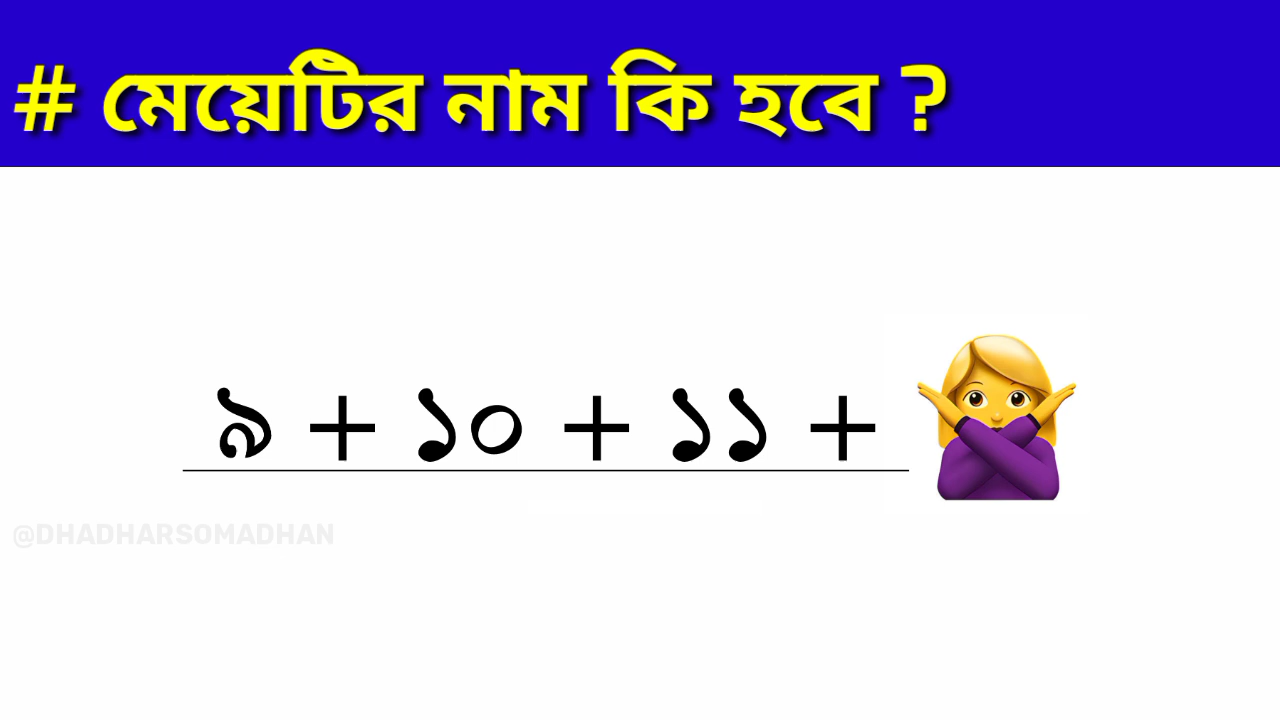 # মেয়েটির নাম কি হবে ?
৯ + ১০ + ১১ +
@DHADHARSOMADHAN